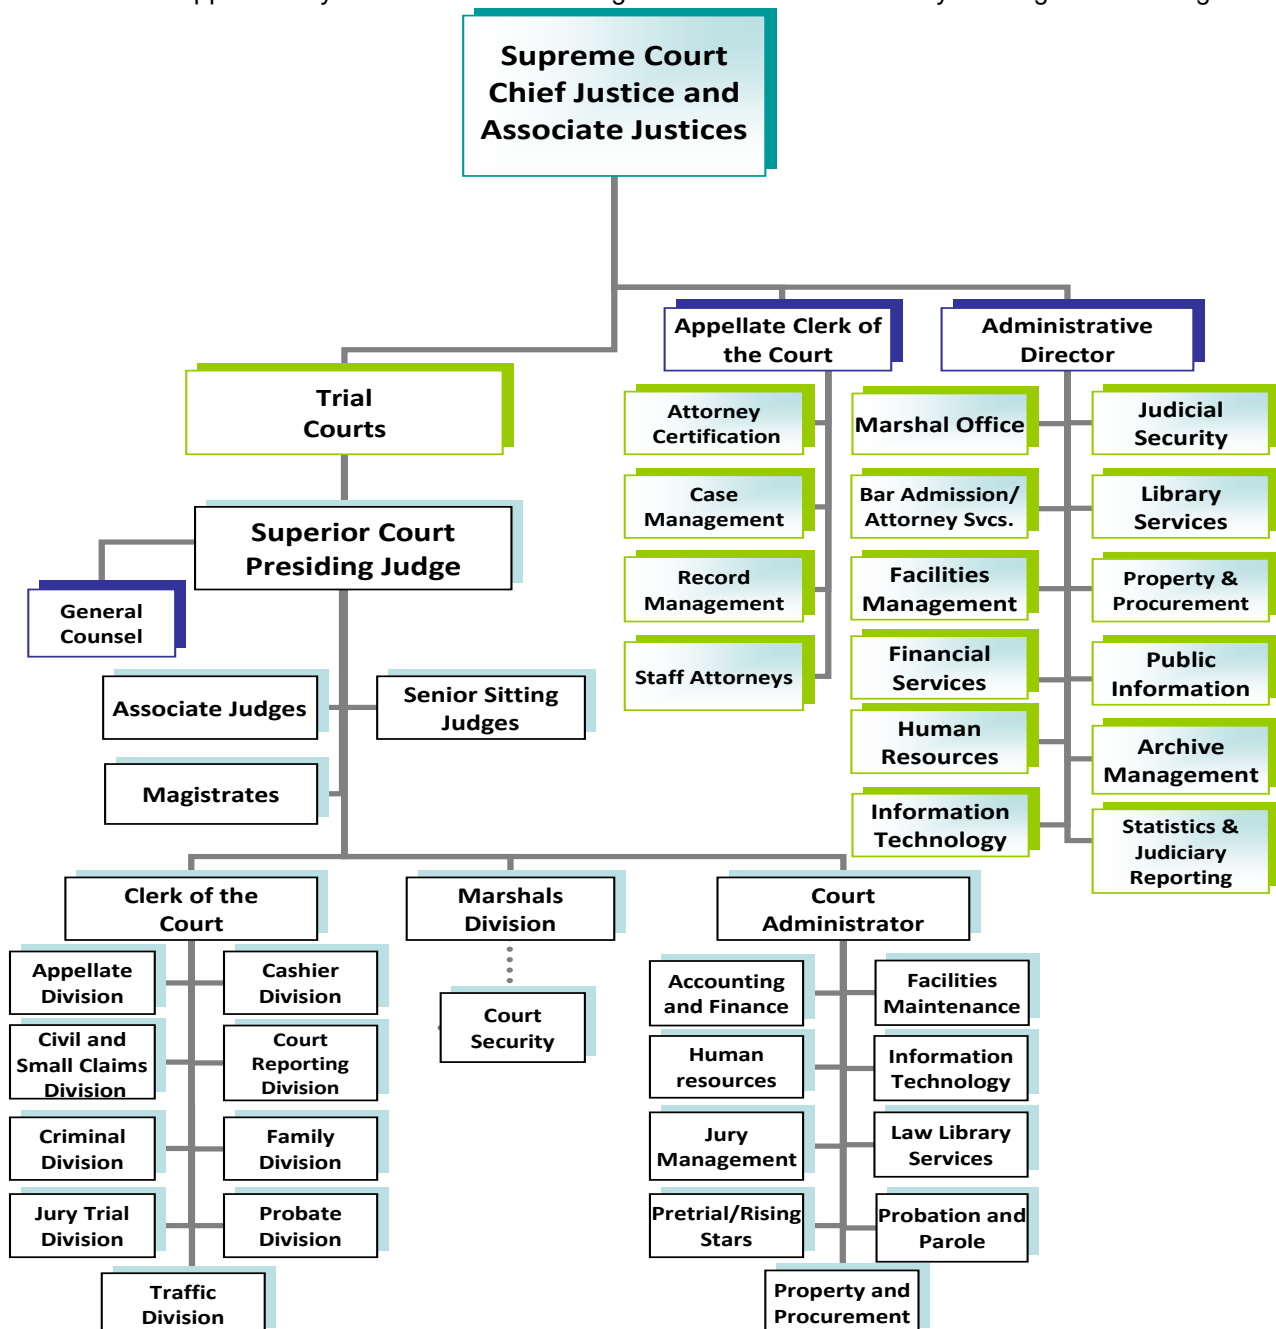 Supreme Court
Chief Justice and
Associate Justices
Appellate Clerk of
the Court
Administrative
Director
Trial
Courts
Attorney
Certification
Marshal Office
Judicial
Security
Case
Management
Bar Admission/
Attorney Svcs.
Library
Services
Superior Court
Presiding Judge
Record
Management
Facilities
Management
Property &
Procurement
General
Counsel
Staff Attorneys
Financial
Services
Public
Information
Associate Judges
Senior Sitting
Judges
Human
Resources
Archive
Management
Magistrates
Information
Technology
Statistics &
Judiciary
Reporting
Clerk of the
Court
Marshals
Division
Court
Administrator
Appellate
Division
Cashier
Division
Court
Security
Accounting
and Finance
Facilities
Maintenance
Civil and
Small Claims
Division
Court
Reporting
Division
Human
resources
Information
Technology
Criminal
Division
Family
Division
Jury
Management
Law Library
Services
Jury Trial
Division
Probate
Division
Pretrial/Rising
Stars
Probation and
Parole
Traffic
Division
Property and
Procurement